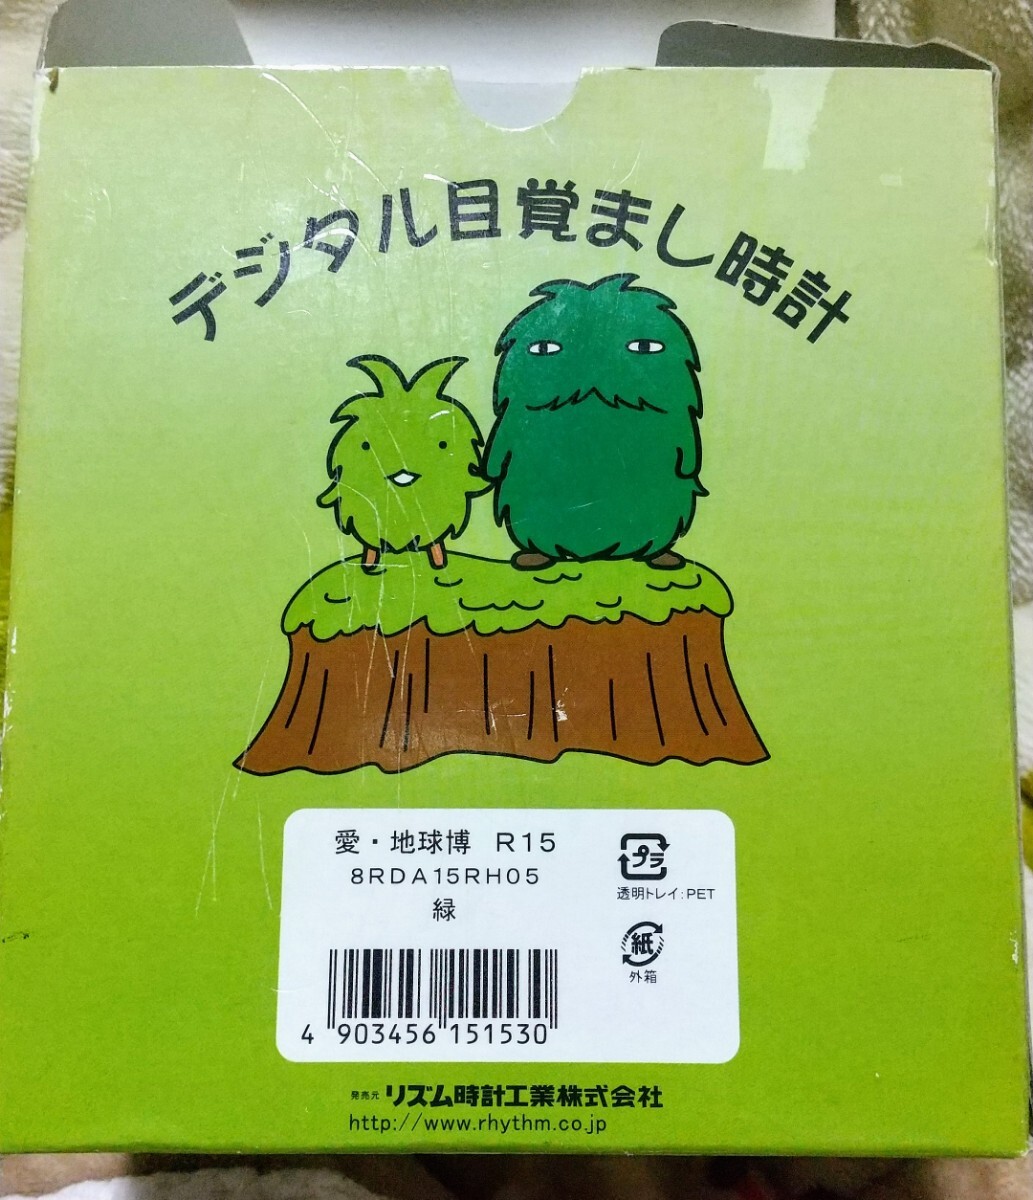 デジタル目覚まし時計
愛・地球博 R15
8RDA15RH05
緑
プラ
透明トレイ:PET
紙
外箱
4 903456 151530
発売元 リズム時計工業株式会社
http://www.rhythm.co.jp